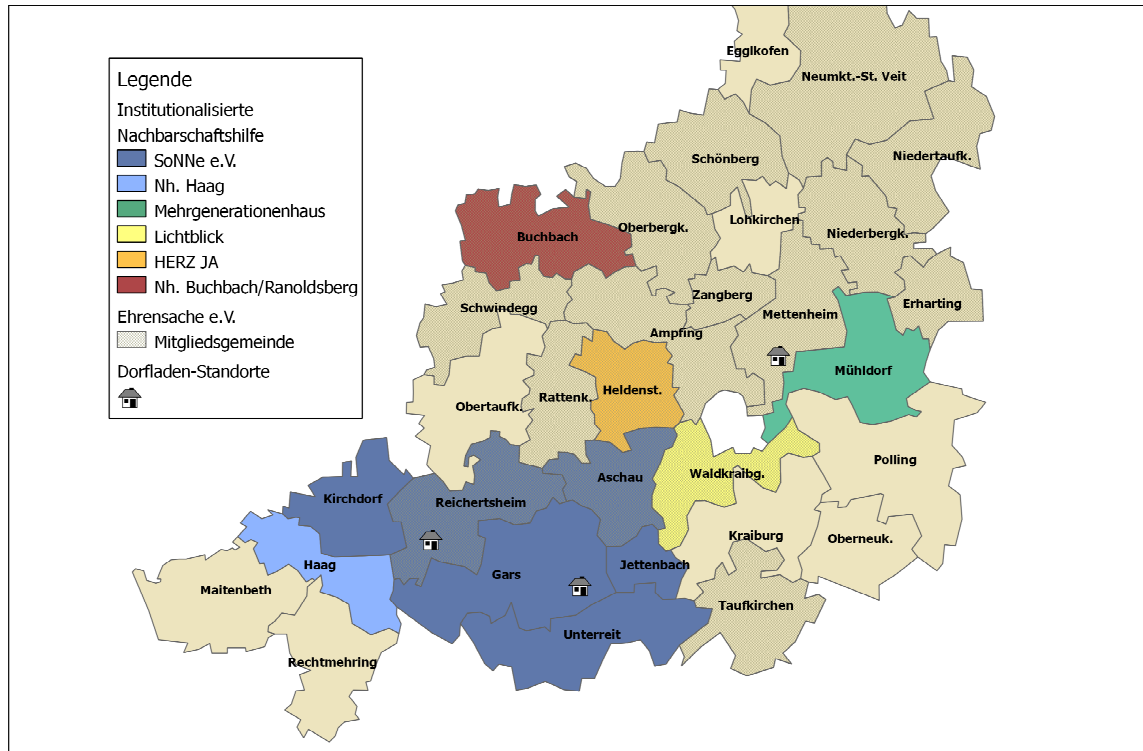 Legende
Institutionalisierte
Nachbarschaftshilfe
SoNNe e.V.
Nh. Haag
Mehrgenerationenhaus
Lichtblick
HERZ JA
Nh. Buchbach/Ranoldsberg
Ehrensache e.V.
Mitgliedsgemeinde
Dorfladen-Standorte
Egglkofen
Neumkt.-St. Veit
Schönberg
Niedertaufk.
Lohkirchen
Oberbergk.
Niederbergk.
Buchbach
Zangberg
Erharting
Schwindegg
Mettenheim
Ampfing
Mühldorf
Heldenst.
Rattenk.
Obertaufk.
Polling
Waldkraibg.
Aschau
Kirchdorf
Reichertsheim
Kraiburg
Oberneuk.
Haag
Jettenbach
Gars
Maitenbeth
Taufkirchen
Unterreit
Rechtmehring